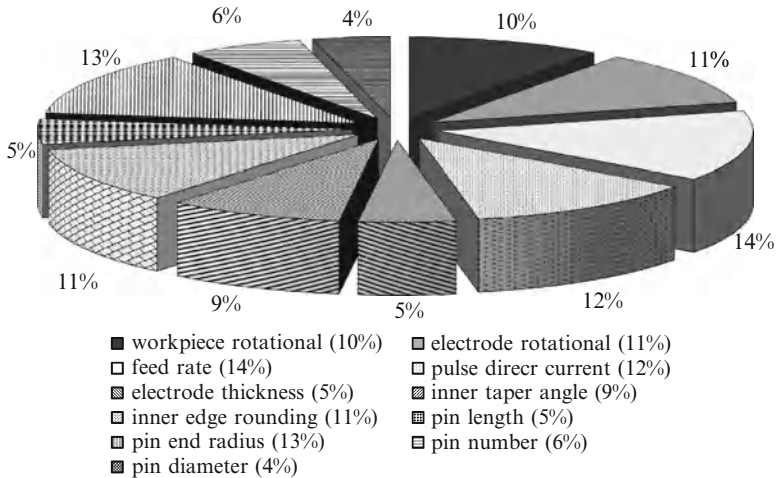 6%
4%
10%
13%
11%
5%
14%
11%
9%
5%
12%
workpiece rotational (10%)
electrode rotational (11%)
feed rate (14%)
pulse direcr current (12%)
electrode thickness (5%)
inner taper angle (9%)
inner edge rounding (11%)
pin length (5%)
pin end radius (13%)
pin number (6%)
pin diameter (4%)